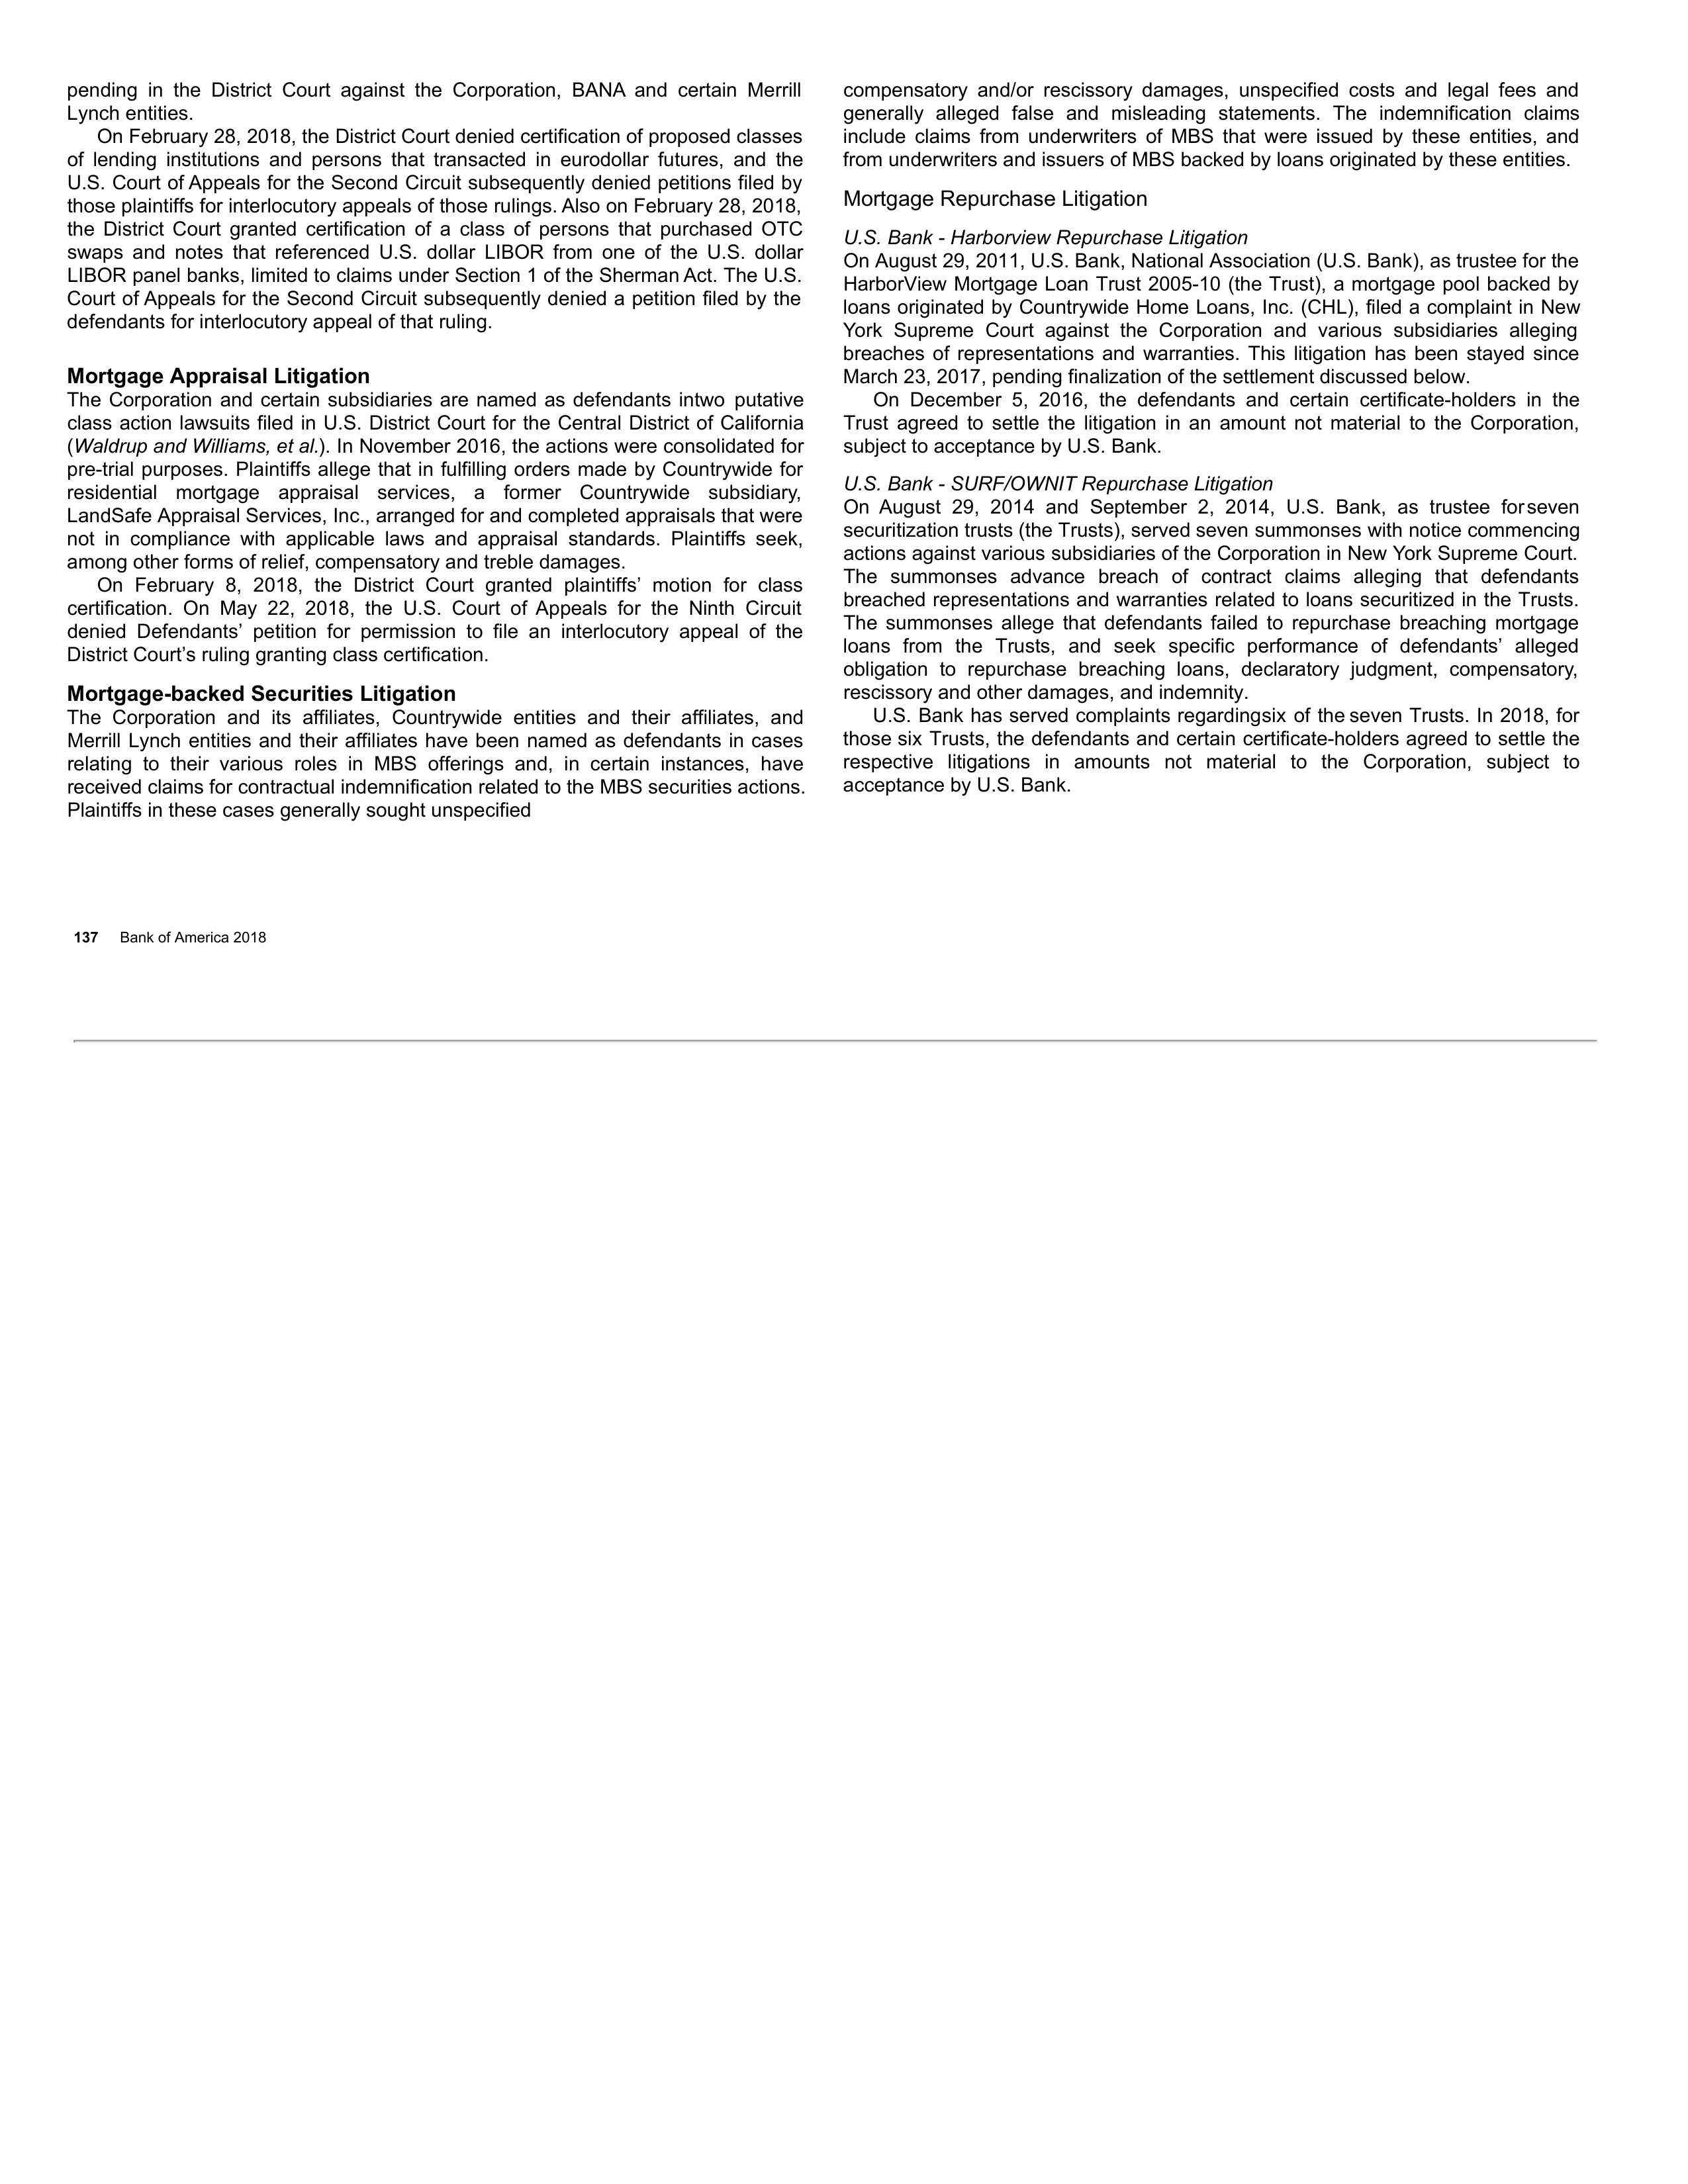 pending in the District Court against the Corporation, BANA and certain Merrill
Lynch entities.
On February 28, 2018, the District Court denied certification of proposed classes
of lending institutions and persons that transacted in eurodollar futures, and the
U.S. Court of Appeals for the Second Circuit subsequently denied petitions filed by
those plaintiffs for interlocutory appeals of those rulings. Also on February 28, 2018,
the District Court granted certification of a class of persons that purchased OTC
swaps and notes that referenced U.S. dollar LIBOR from one of the U.S. dollar
LIBOR panel banks, limited to claims under Section 1 of the Sherman Act. The U.S.
Court of Appeals for the Second Circuit subsequently denied a petition filed by the
defendants for interlocutory appeal of that ruling.
Mortgage Appraisal Litigation
The Corporation and certain subsidiaries are named as defendants intwo putative
class action lawsuits filed in U.S. District Court for the Central District of California
(Waldrup and Williams, et al.). In November 2016, the actions were consolidated for
pre-trial purposes. Plaintiffs allege that in fulfilling orders made by Countrywide for
residential mortgage appraisal services, a former Countrywide subsidiary,
LandSafe Appraisal Services, Inc., arranged for and completed appraisals that were
not in compliance with applicable laws and appraisal standards. Plaintiffs seek,
among other forms of relief, compensatory and treble damages.
On February 8, 2018, the District Court granted plaintiffs’ motion for class
certification. On May 22, 2018, the U.S. Court of Appeals for the Ninth Circuit
denied Defendants’ petition for permission to file an interlocutory appeal of the
District Court’s ruling granting class certification.
Mortgage-backed Securities Litigation
The Corporation and its affiliates, Countrywide entities and their affiliates, and
Merrill Lynch entities and their affiliates have been named as defendants in cases
relating to their various roles in MBS offerings and, in certain instances, have
received claims for contractual indemnification related to the MBS securities actions.
Plaintiffs in these cases generally sought unspecified
compensatory and/or rescissory damages, unspecified costs and legal fees and
generally alleged false and misleading statements. The indemnification claims
include claims from underwriters of MBS that were issued by these entities, and
from underwriters and issuers of MBS backed by loans originated by these entities.
Mortgage Repurchase Litigation
U.S. Bank - Harborview Repurchase Litigation
On August 29, 2011, U.S. Bank, National Association (U.S. Bank), as trustee for the
HarborView Mortgage Loan Trust 2005-10 (the Trust), a mortgage pool backed by
loans originated by Countrywide Home Loans, Inc. (CHL), filed a complaint in New
York Supreme Court against the Corporation and various subsidiaries alleging
breaches of representations and warranties. This litigation has been stayed since
March 23, 2017, pending finalization of the settlement discussed below.
On December 5, 2016, the defendants and certain certificate-holders in the
Trust agreed to settle the litigation in an amount not material to the Corporation,
subject to acceptance by U.S. Bank.
U.S. Bank - SURF/OWNIT Repurchase Litigation
On August 29, 2014 and September 2, 2014, U.S. Bank, as trustee forseven
securitization trusts (the Trusts), served seven summonses with notice commencing
actions against various subsidiaries of the Corporation in New York Supreme Court.
The summonses advance breach of contract claims alleging that defendants
breached representations and warranties related to loans securitized in the Trusts.
The summonses allege that defendants failed to repurchase breaching mortgage
loans from the Trusts, and seek specific performance of defendants’ alleged
obligation to repurchase breaching loans, declaratory judgment, compensatory,
rescissory and other damages, and indemnity.
U.S. Bank has served complaints regardingsix of the seven Trusts. In 2018, for
those six Trusts, the defendants and certain certificate-holders agreed to settle the
respective litigations in amounts not material to the Corporation, subject to
acceptance by U.S. Bank.
137 Bank of America 2018